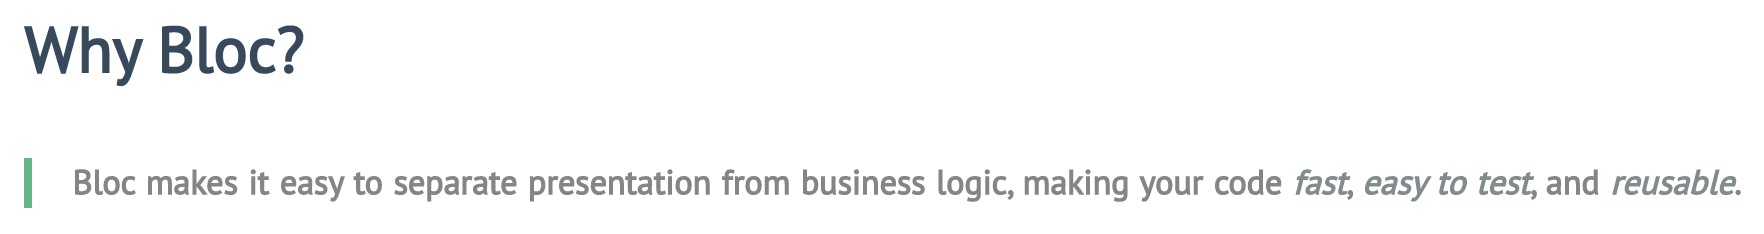 Why Bloc?
Bloc makes it easy to separate presentation from business logic, making your code fast, easy to test, and reusable.